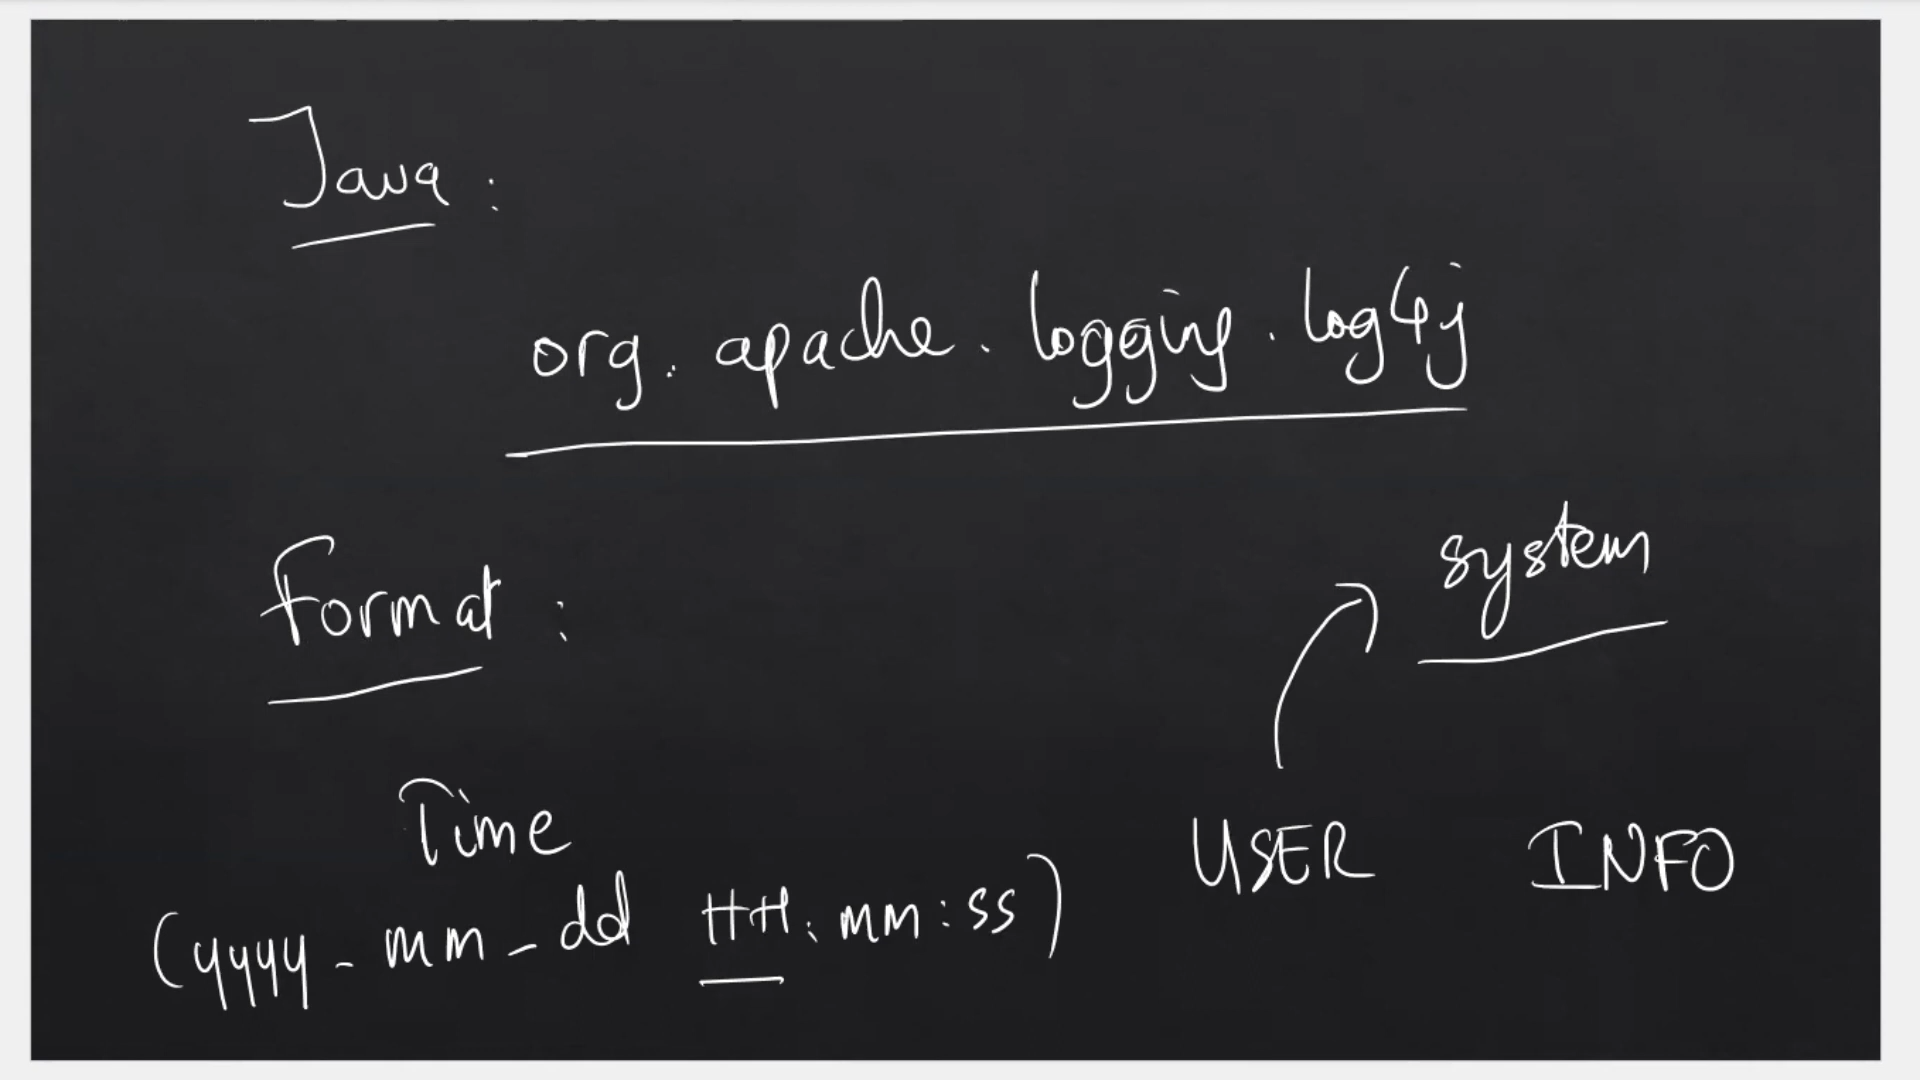 Java :
org. apache. logging. log4j
Format :
system
Time
USER INFO
(yyyy - mm - dd HH:mm:ss)